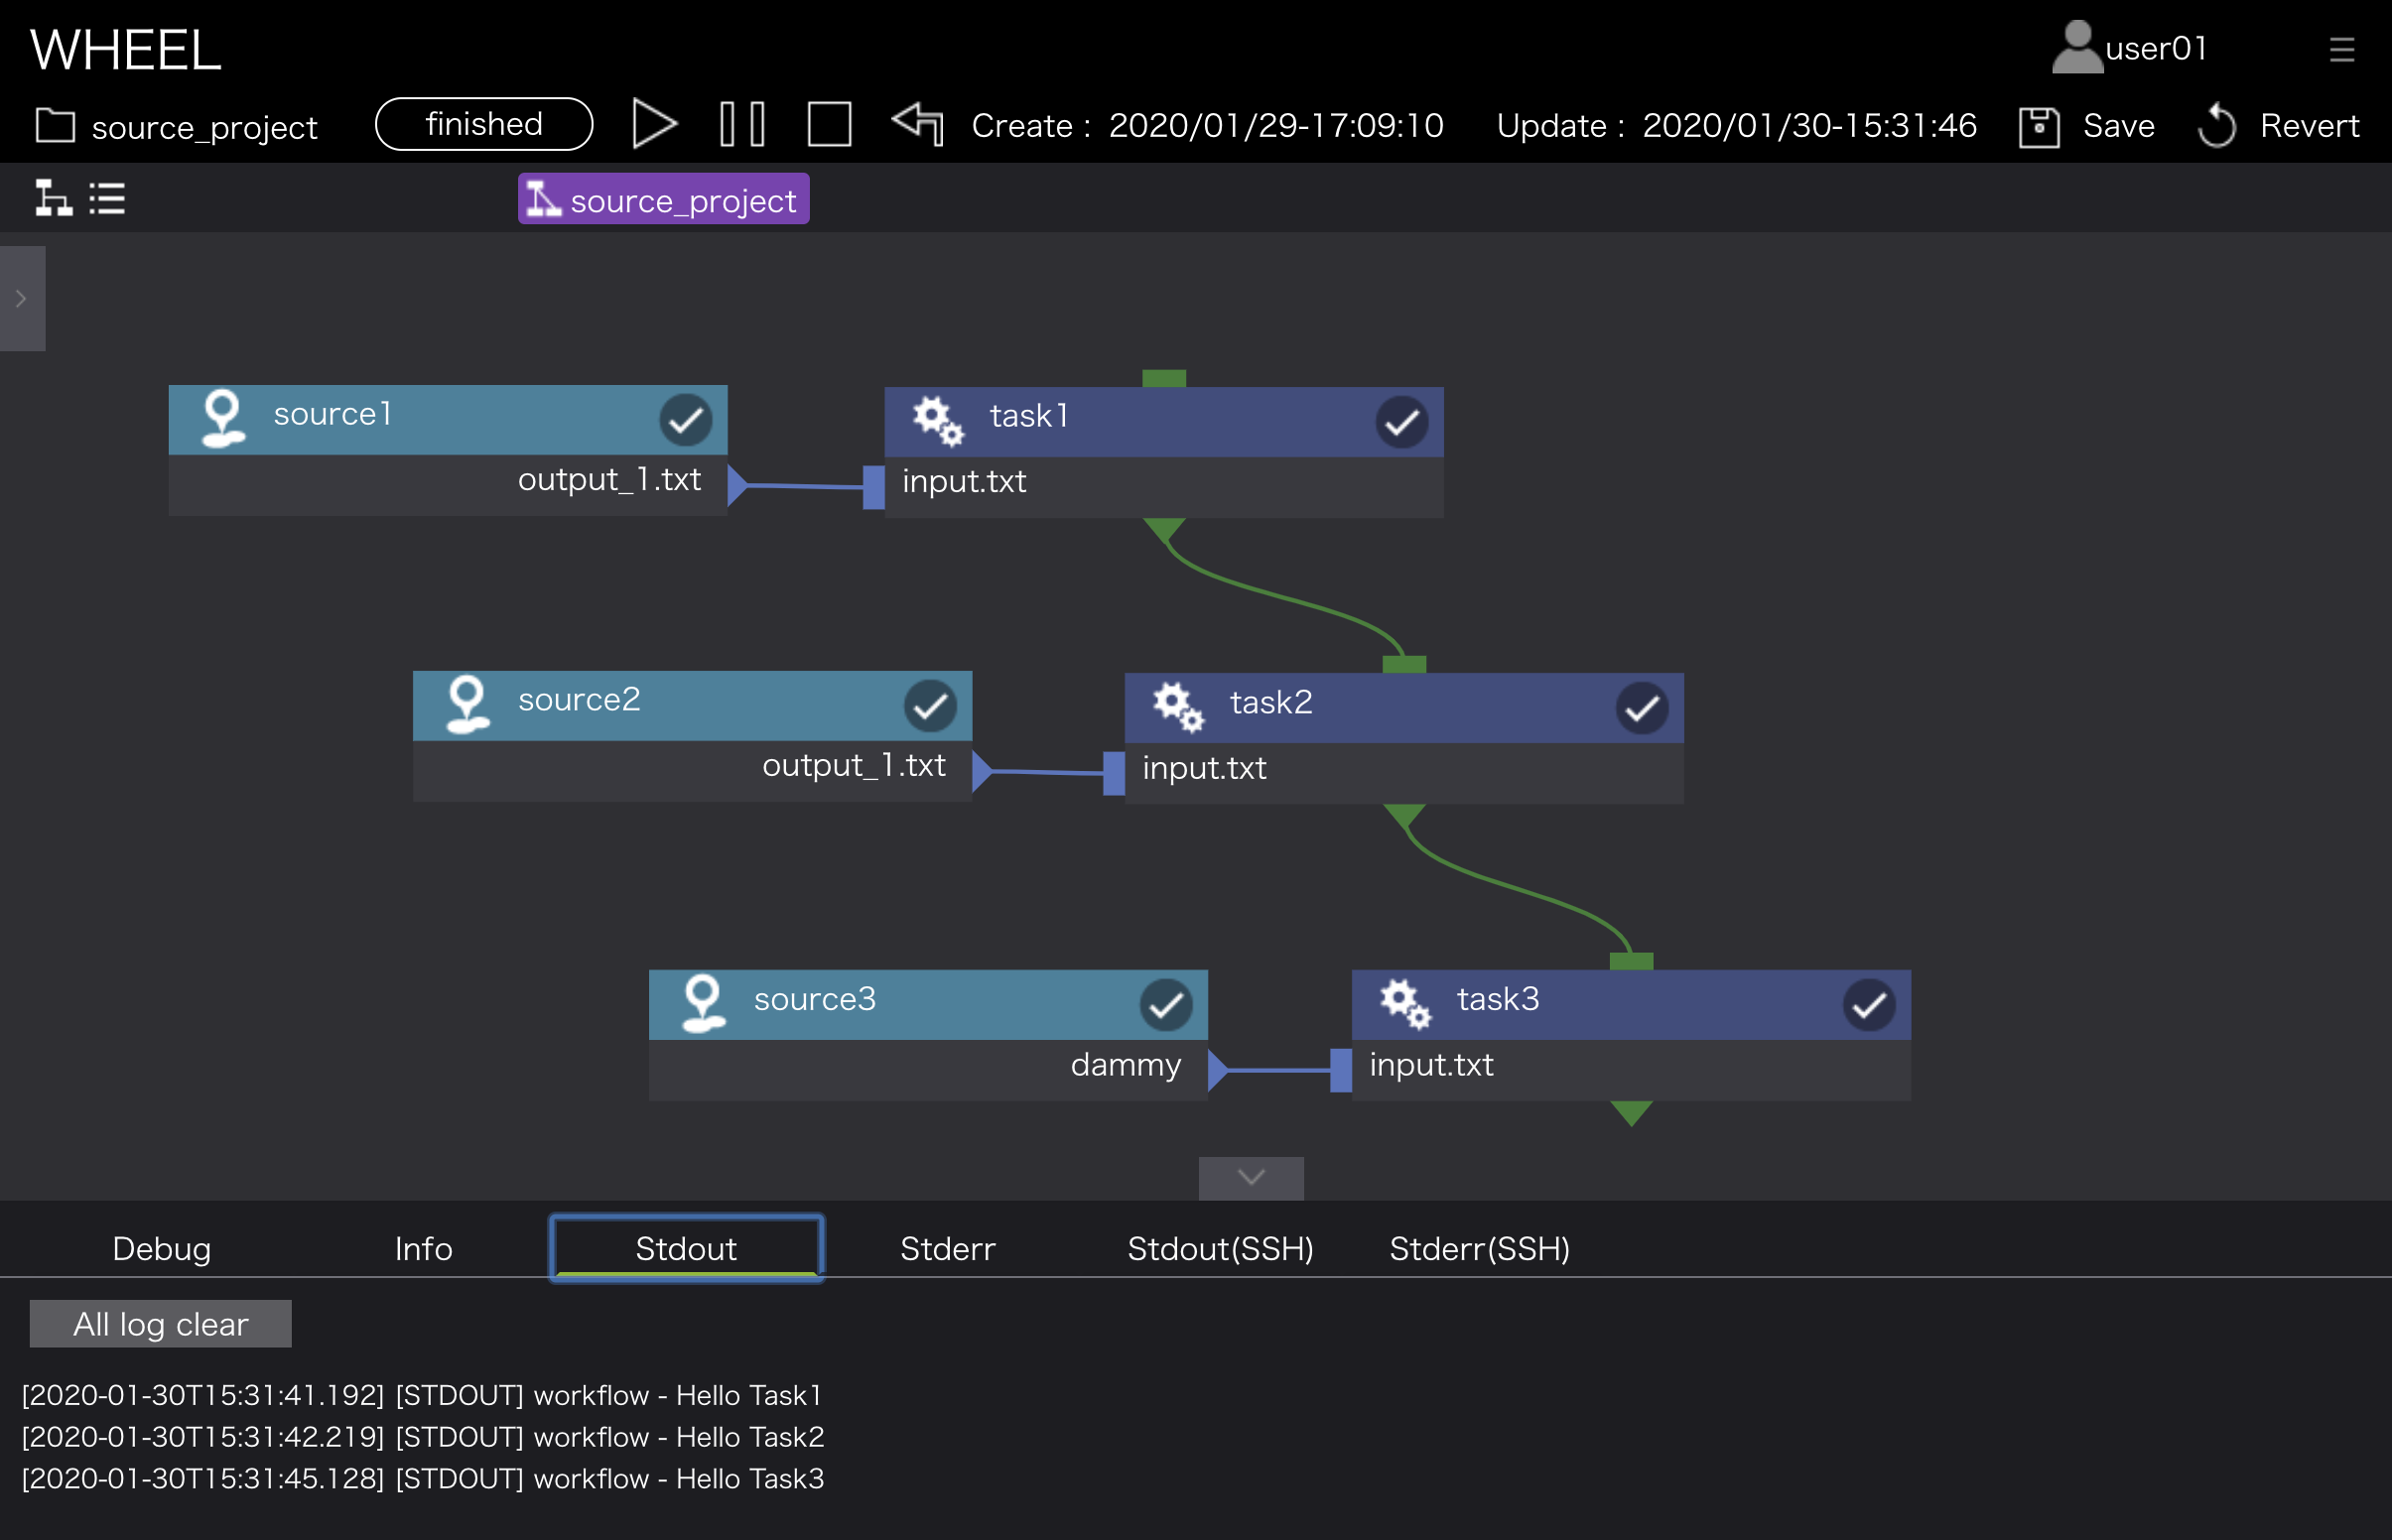 WHEEL
user01
source_project
finished
Create : 2020/01/29-17:09:10
Update : 2020/01/30-15:31:46
Save
Revert
source_project
source1
output_1.txt
task1
input.txt
source2
output_1.txt
task2
input.txt
source3
dammy
task3
input.txt
Debug
Info
Stdout
Stderr
Stdout(SSH)
Stderr(SSH)
All log clear
[2020-01-30T15:31:41.192] [STDOUT] workflow - Hello Task1
[2020-01-30T15:31:42.219] [STDOUT] workflow - Hello Task2
[2020-01-30T15:31:45.128] [STDOUT] workflow - Hello Task3